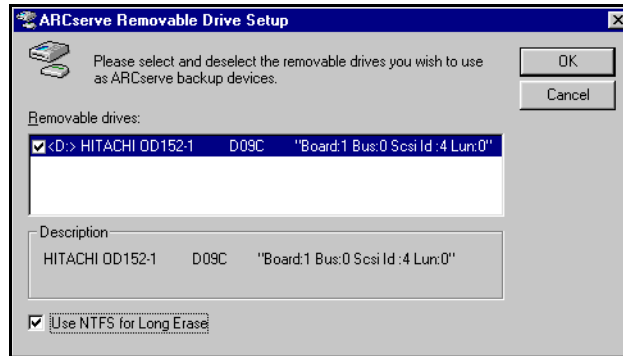 ARCserve Removable Drive Setup
Please select and deselect the removable drives you wish to use
as ARCserve backup devices.
OK
Cancel
Removable drives:
<D:> HITACHI OD152-1 D09C "Board:1 Bus:0 Scsi Id :4 Lun:0"
Description
HITACHI OD152-1 D09C "Board:1 Bus:0 Scsi Id :4 Lun:0"
Use NTFS for Long Erase